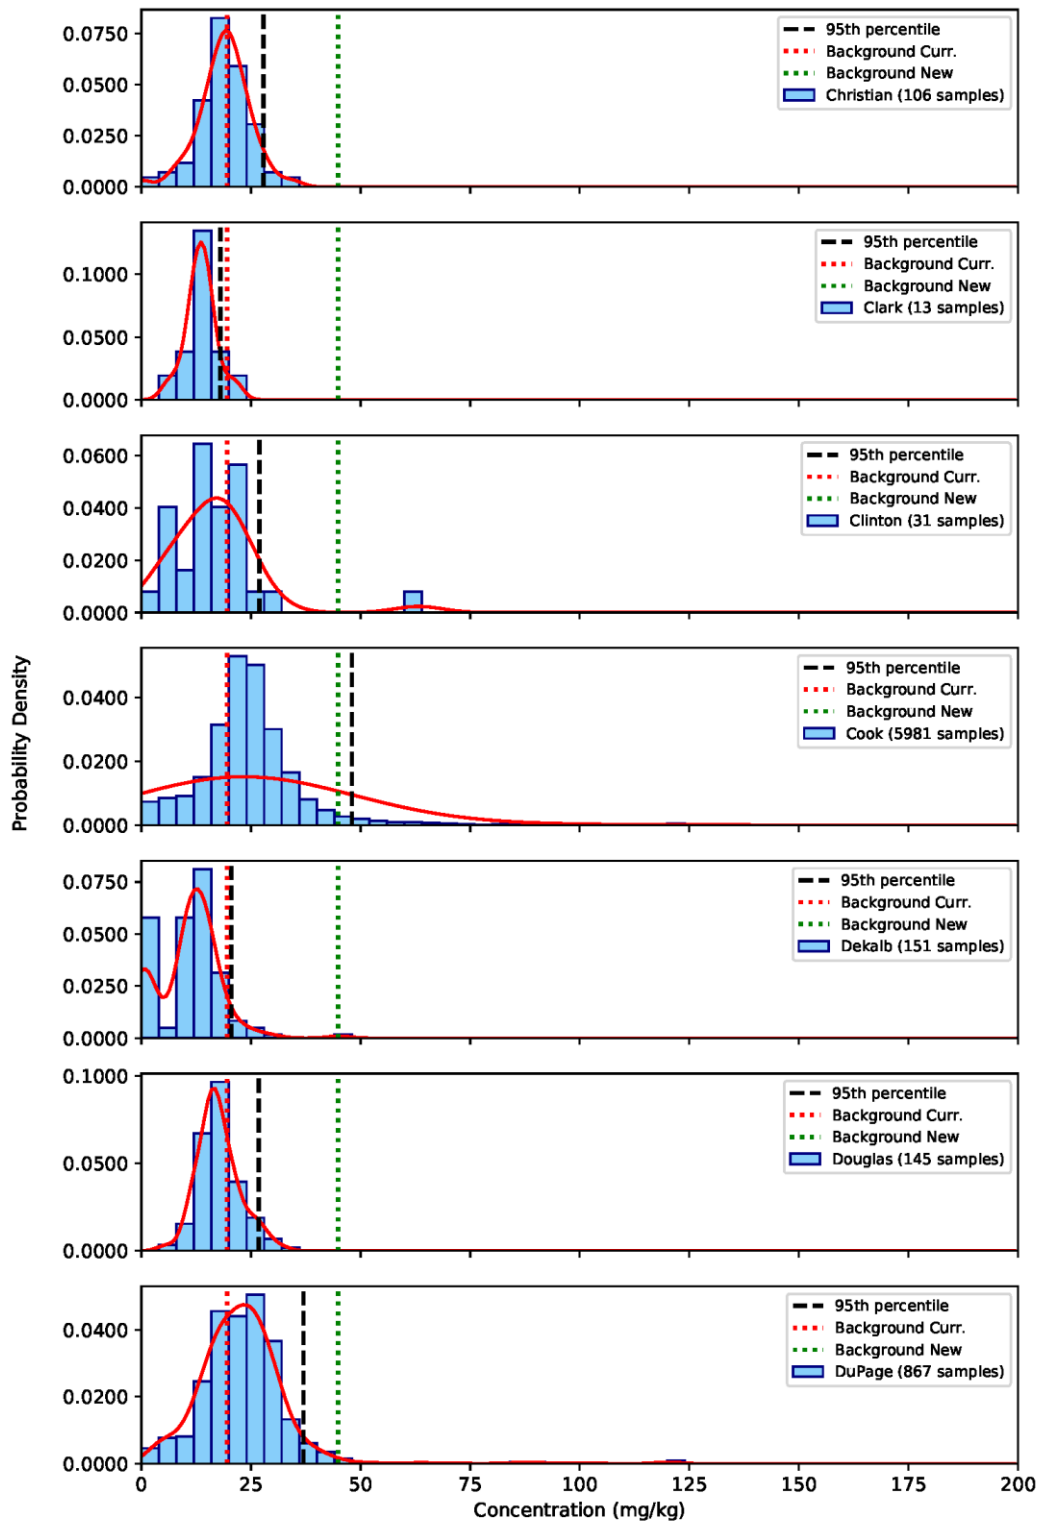 0.0750
0.0500
0.0250
0.0000
95th percentile
Background Curr.
Background New
Christian (106 samples)
0.1000
0.0500
0.0000
95th percentile
Background Curr.
Background New
Clark (13 samples)
0.0600
0.0400
0.0200
0.0000
95th percentile
Background Curr.
Background New
Clinton (31 samples)
Probability Density
0.0400
0.0200
0.0000
95th percentile
Background Curr.
Background New
Cook (5981 samples)
0.0750
0.0500
0.0250
0.0000
95th percentile
Background Curr.
Background New
Dekalb (151 samples)
0.1000
0.0500
0.0000
95th percentile
Background Curr.
Background New
Douglas (145 samples)
0.0400
0.0200
0.0000
95th percentile
Background Curr.
Background New
DuPage (867 samples)
0 25 50 75 100 125 150 175 200
Concentration (mg/kg)